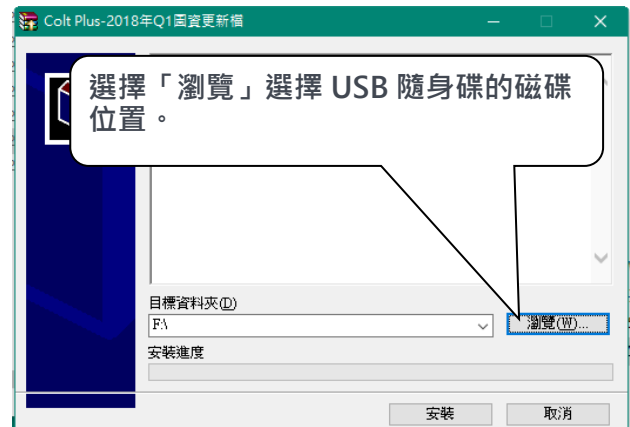 Colt Plus-2018年Q1圖資更新檔
選擇「瀏覽」選擇 USB 隨身碟的磁碟
位置。
目標資料夾(D)
F:\
瀏覽(W)...
安裝進度
安裝
取消